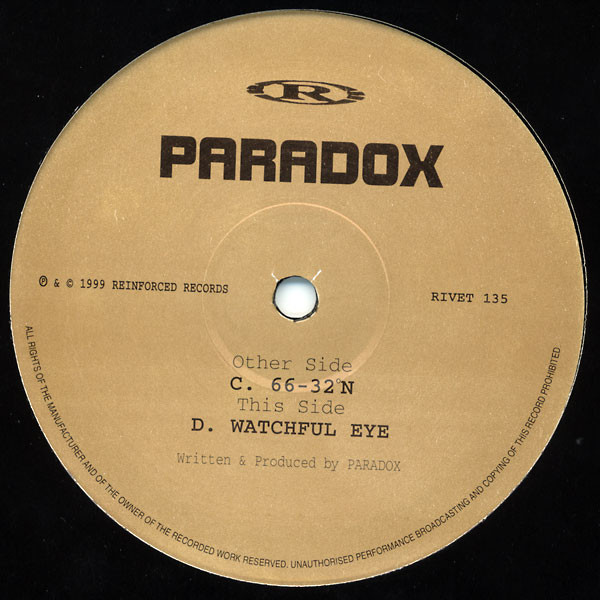 R
PARADOX
℗ & © 1999 REINFORCED RECORDS
RIVET 135
Other Side
C. 66-32°N
This Side
D. WATCHFUL EYE
Written & Produced by PARADOX
ALL RIGHTS OF THE MANUFACTURER AND OF THE OWNER OF THE RECORDED WORK RESERVED. UNAUTHORISED PERFORMANCE BROADCASTING AND COPYING OF THIS RECORD PROHIBITED